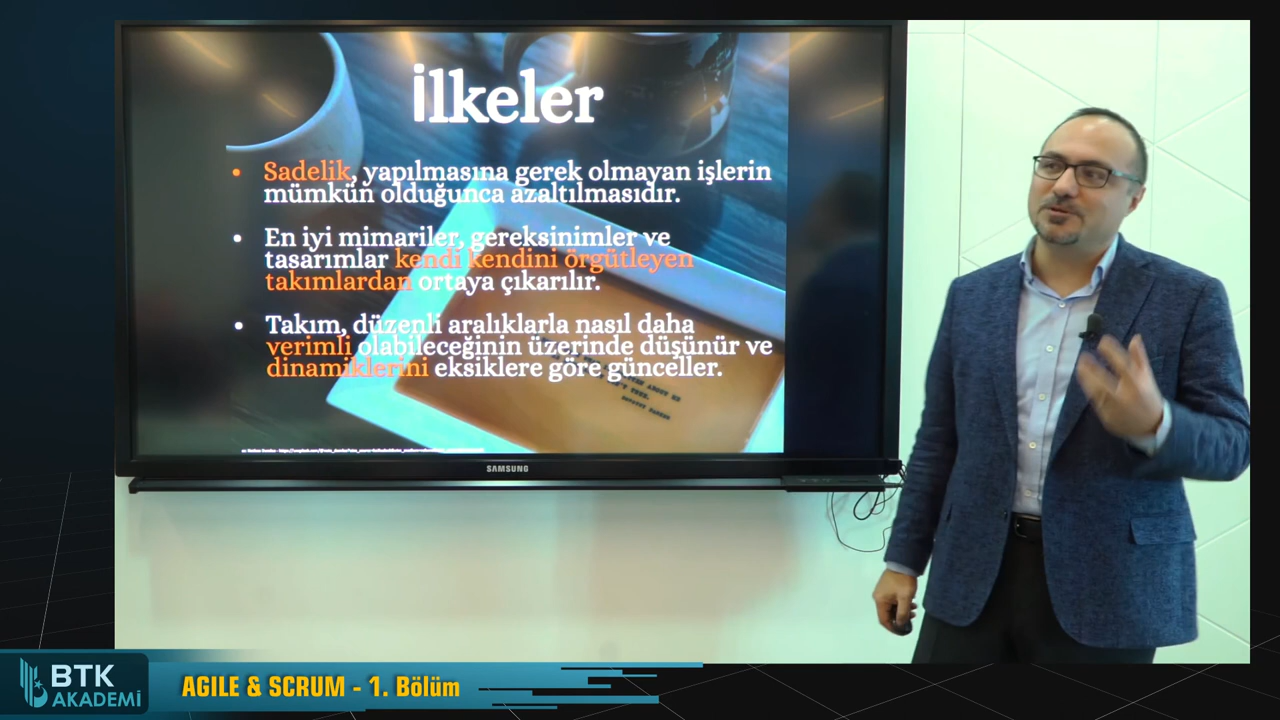 İlkeler
• Sadelik, yapılmasına gerek olmayan işlerin
mümkün olduğunca azaltılmasıdır.
• En iyi mimariler, gereksinimler ve
tasarımlar kendi kendini örgütleyen
takımlardan ortaya çıkarılır.
• Takım, düzenli aralıklarla nasıl daha
verimli olabileceğinin üzerinde düşünür ve
dinamiklerini eksiklere göre günceller.
SAMSUNG
BTK
AKADEMİ
AGILE & SCRUM - 1. Bölüm